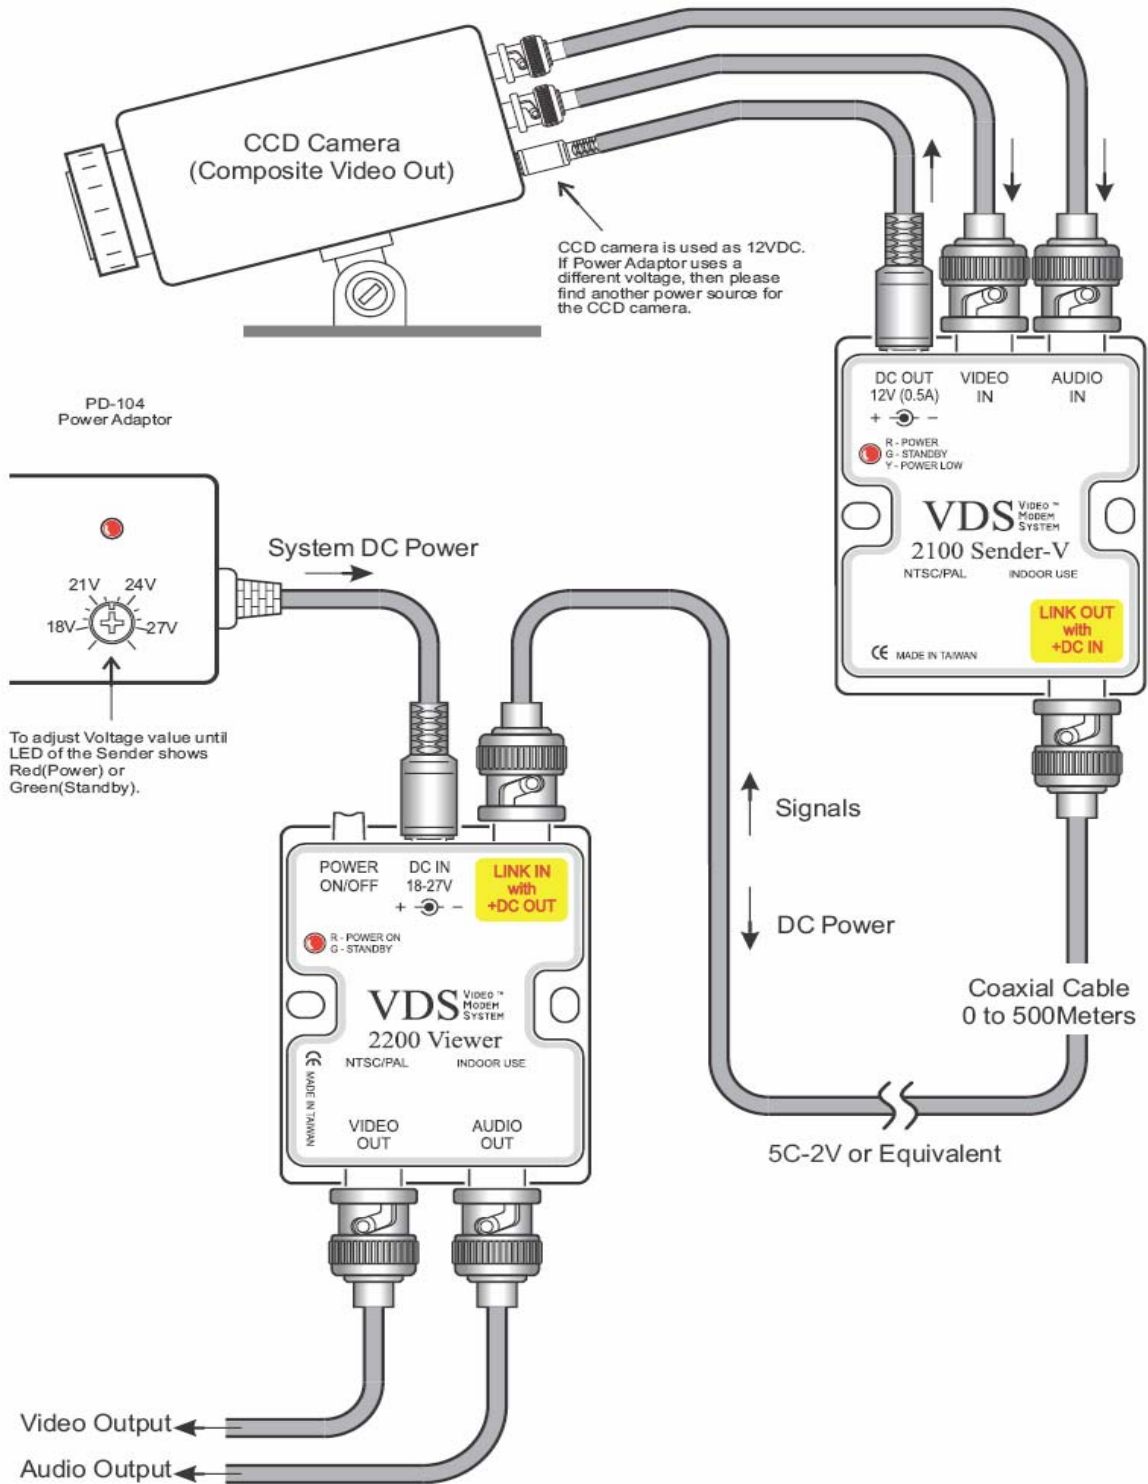 CCD Camera
(Composite Video Out)
CCD camera is used as 12VDC.
If Power Adaptor uses a
different voltage, then please
find another power source for
the CCD camera.
DC OUT
12V (0.5A)
+ -
VIDEO
IN
AUDIO
IN
R - POWER
G - STANDBY
Y - POWER LOW
VDS VIDEO ™
MODEM
SYSTEM
2100 Sender-V
NTSC/PAL INDOOR USE
LINK OUT
with
+DC IN
CE MADE IN TAIWAN
PD-104
Power Adaptor
21V 24V
18V 27V
System DC Power
To adjust Voltage value until
LED of the Sender shows
Red(Power) or
Green(Standby).
POWER
ON/OFF
DC IN
18-27V
+ -
LINK IN
with
+DC OUT
R - POWER ON
G - STANDBY
VDS VIDEO ™
MODEM
SYSTEM
2200 Viewer
NTSC/PAL INDOOR USE
CE MADE IN TAIWAN
VIDEO
OUT
AUDIO
OUT
Signals
DC Power
Coaxial Cable
0 to 500Meters
5C-2V or Equivalent
Video Output
Audio Output